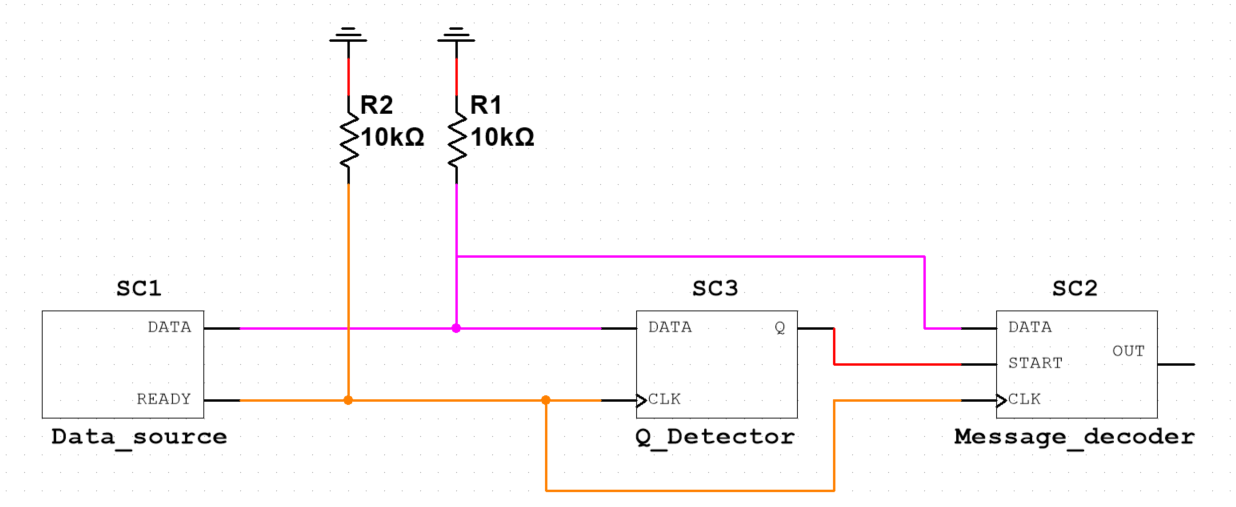 R2
10kΩ
R1
10kΩ
SC1
DATA
READY
Data_source
SC3
DATA
Q
CLK
Q_Detector
SC2
DATA
START
OUT
CLK
Message_decoder